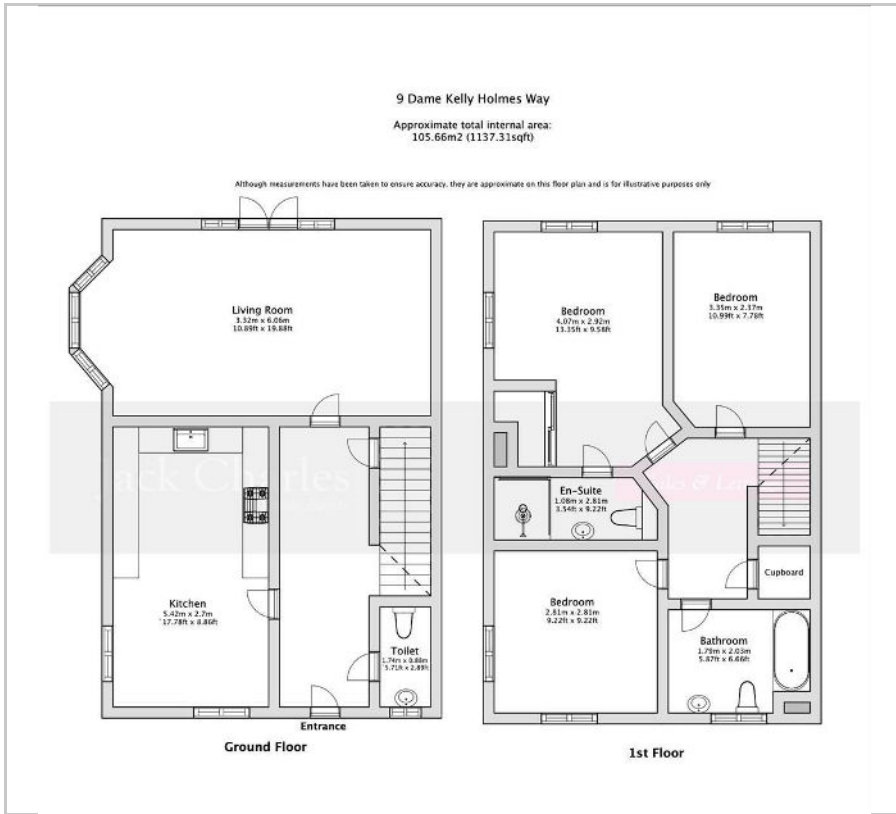 9 Dame Kelly Holmes Way
Approximate total internal area:
105.66m2 (1137.31sqft)
Although measurements have been taken to ensure accuracy, they are approximate on this floor plan and is for illustrative purposes only
Living Room
3.32m x 6.06m
10.89ft x 19.88ft
Kitchen
5.42m x 2.7m
17.78ft x 8.86ft
Toilet
1.74m x 0.88m
5.71ft x 2.89ft
Entrance
Ground Floor
Bedroom
4.07m x 2.92m
13.35ft x 9.58ft
Bedroom
3.35m x 2.37m
10.99ft x 7.78ft
En-Suite
1.08m x 2.81m
3.54ft x 9.22ft
Bedroom
2.81m x 2.81m
9.22ft x 9.22ft
Cupboard
Bathroom
1.79m x 2.03m
5.87ft x 6.66ft
1st Floor
Jack Charles